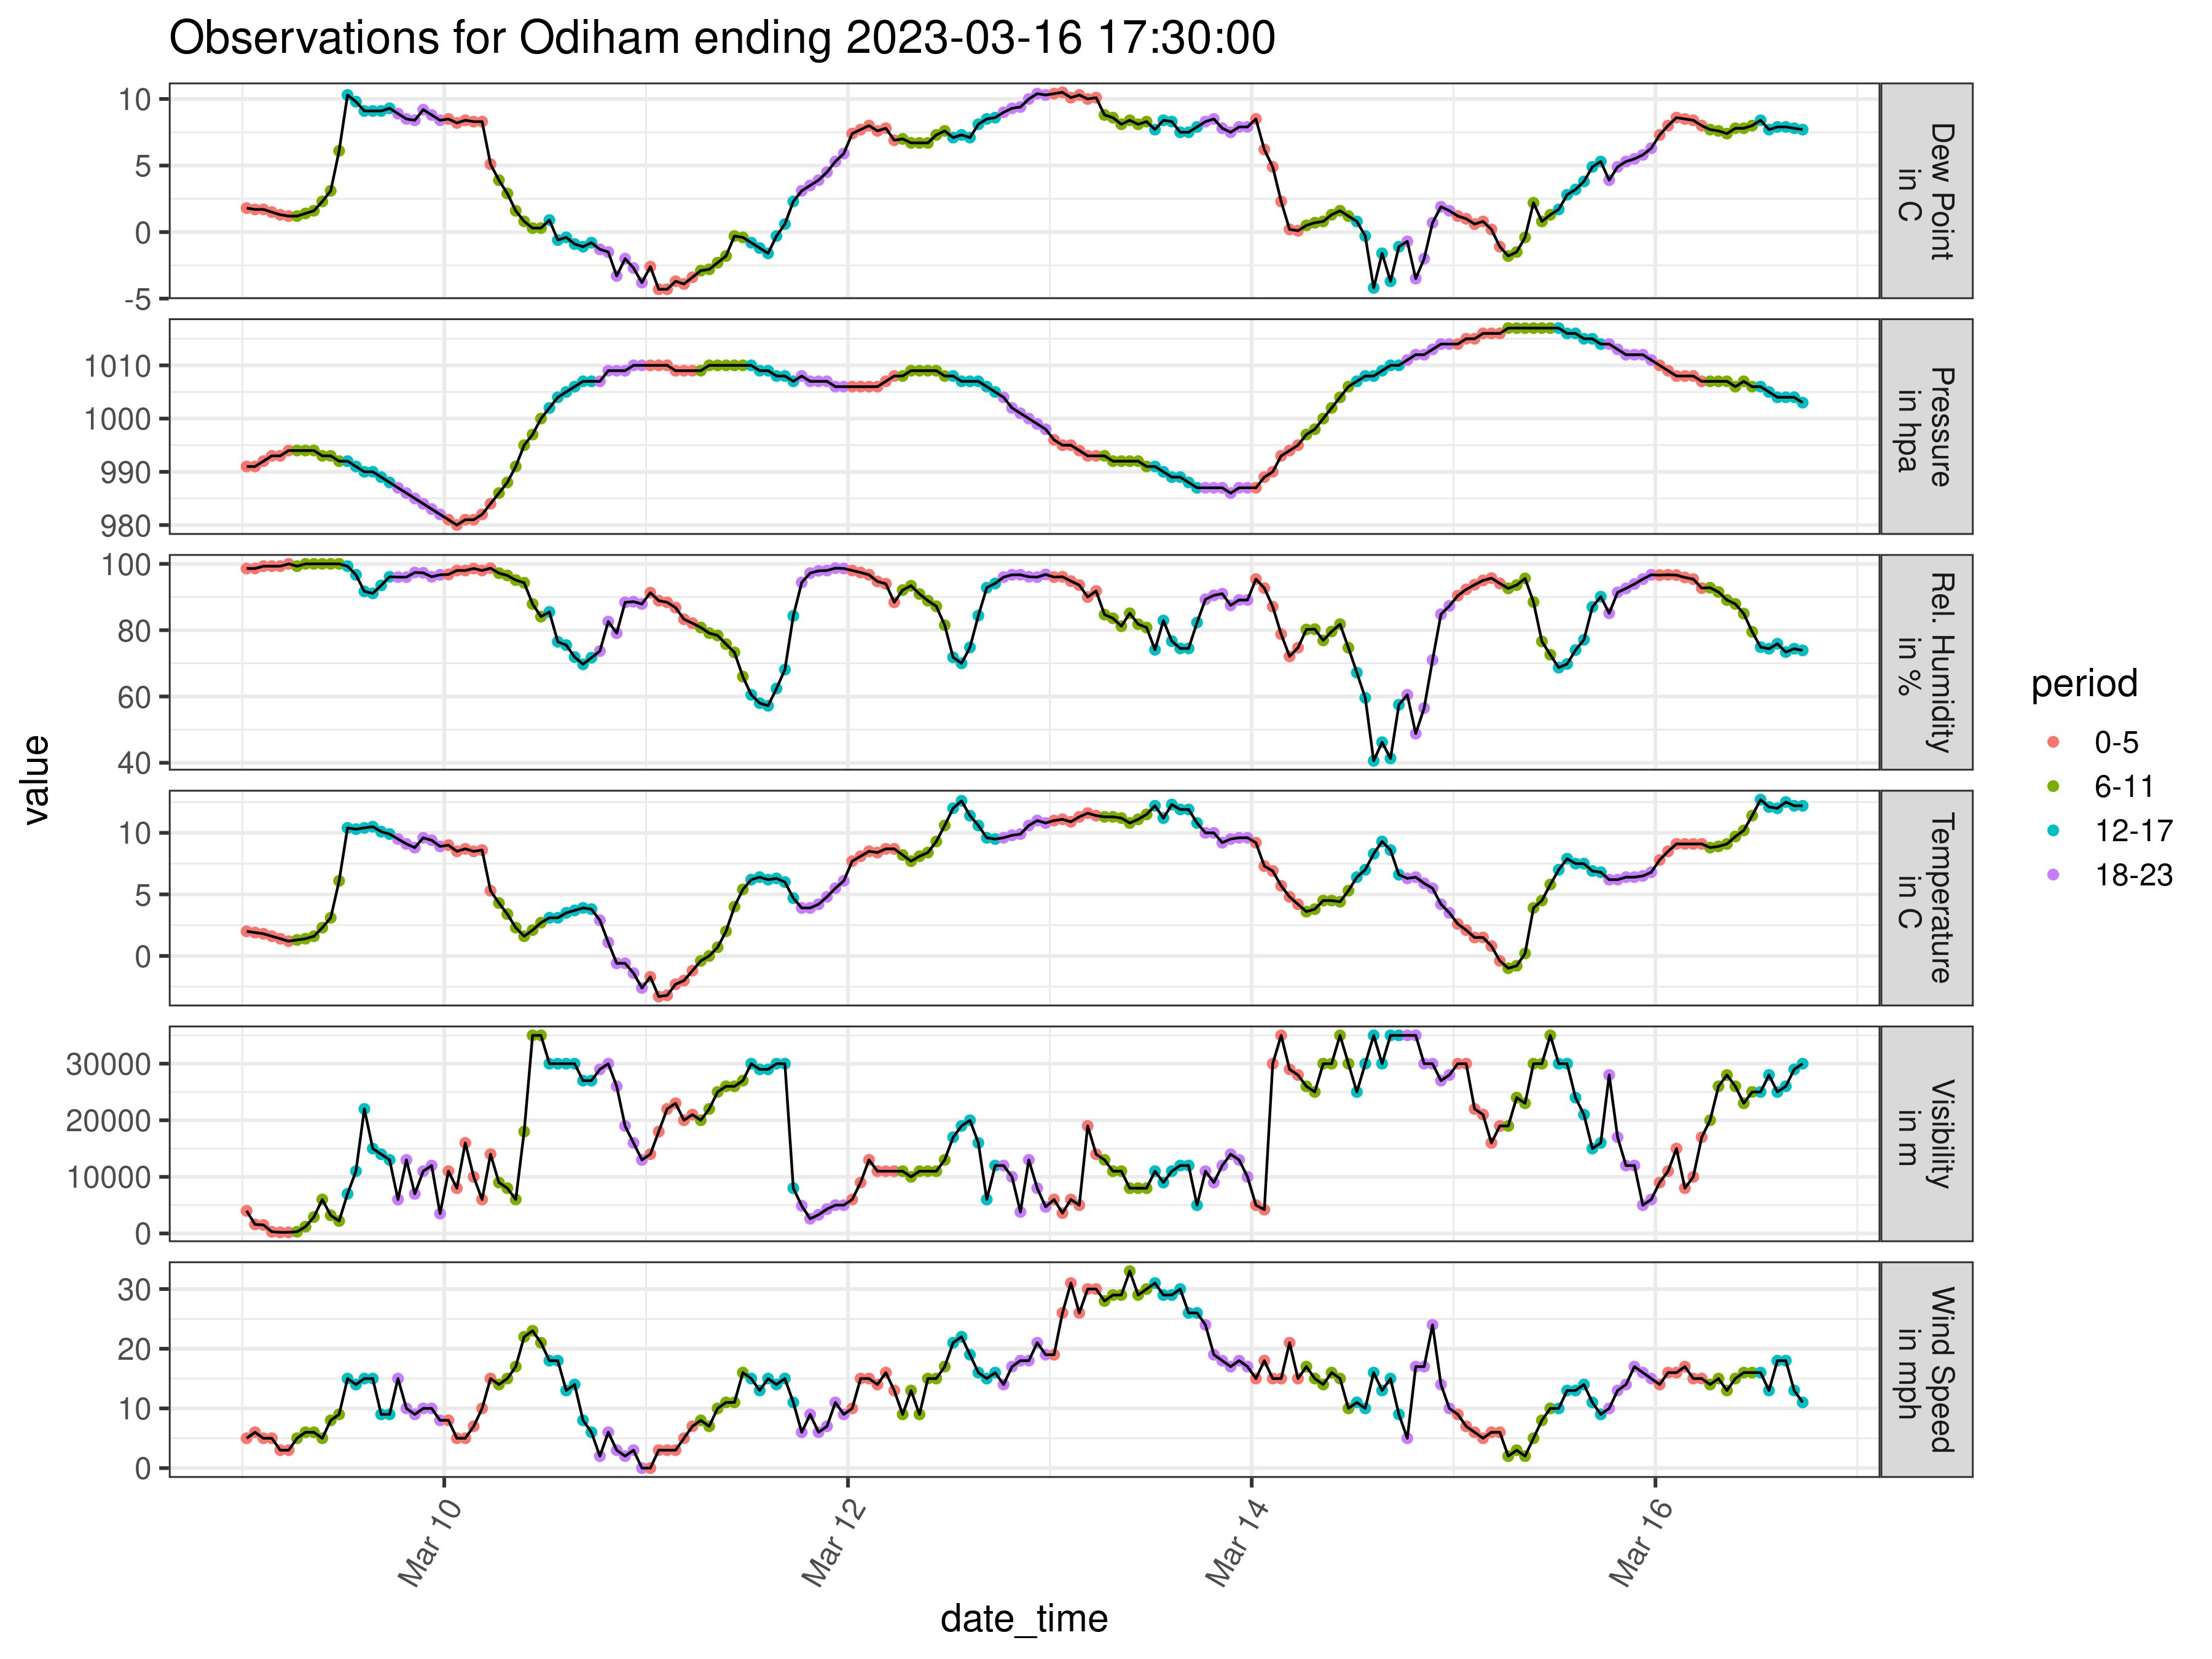 Observations for Odiham ending 2023-03-16 17:30:00
value
10
5
0
-5
Dew Point
in C
1010
1000
990
980
Pressure
in hpa
100
80
60
40
Rel. Humidity
in %
10
5
0
Temperature
in C
30000
20000
10000
0
Visibility
in m
30
20
10
0
Wind Speed
in mph
Mar 10
Mar 12
Mar 14
Mar 16
date_time
period
0-5
6-11
12-17
18-23